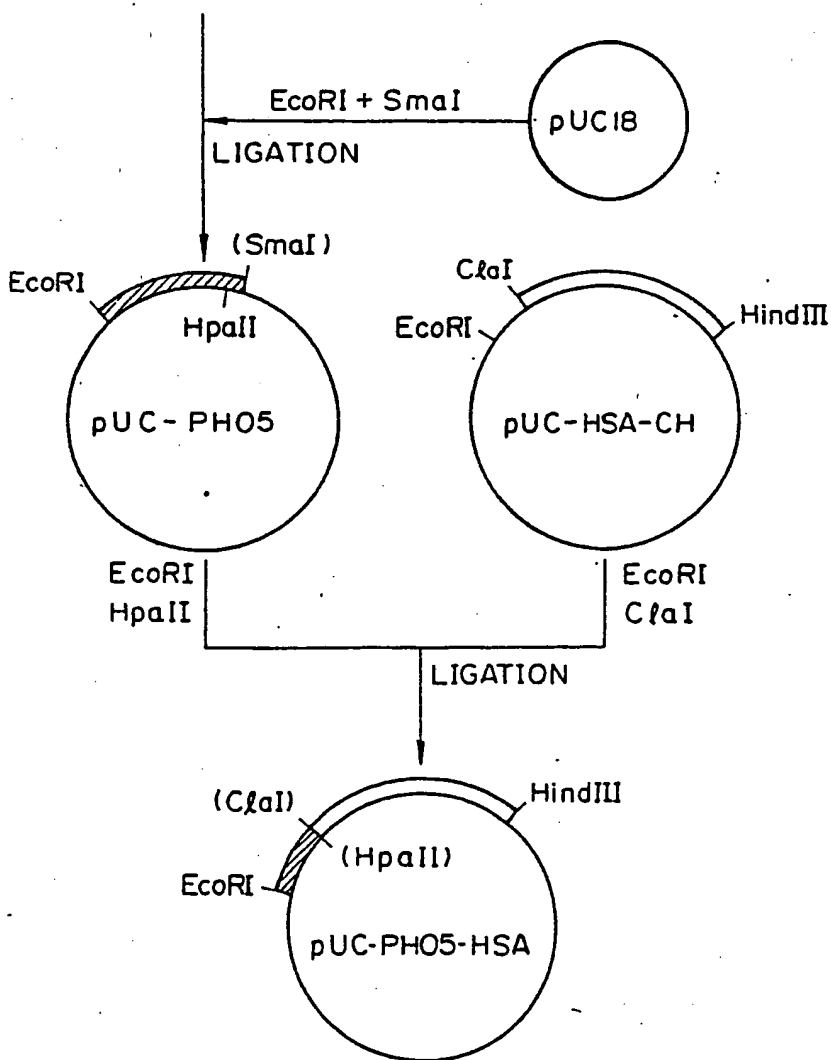 EcoRI + SmaI
pUC18
LIGATION
(SmaI)
EcoRI
HpaII
pUC-PHO5
ClaI
EcoRI
HindIII
pUC-HSA-CH
EcoRI
HpaII
EcoRI
ClaI
LIGATION
(ClaI)
HindIII
(HpaII)
EcoRI
pUC-PHO5-HSA